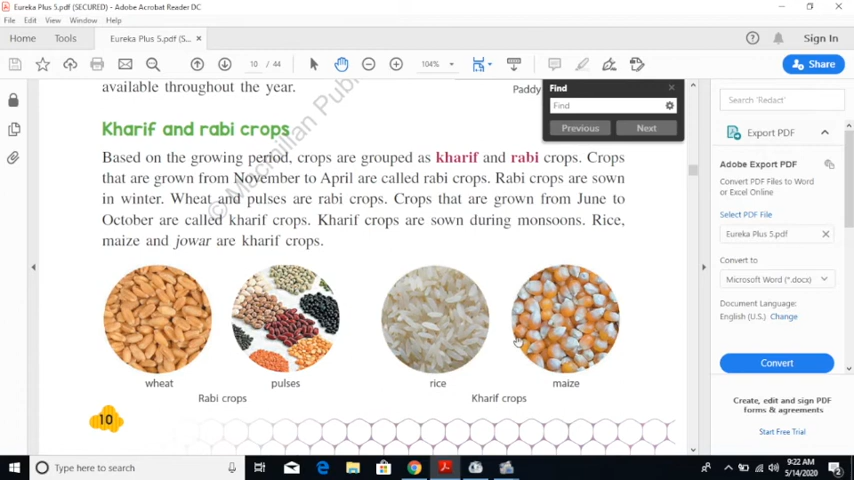 Eureka Plus 5.pdf (SECURED) - Adobe Acrobat Reader DC
File Edit View Window Help
Home Tools Eureka Plus 5.pdf (S... × Sign In
10 / 44 104% Share
available throughout the year.
Paddy
Find
Find
Previous Next
Kharif and rabi crops
Based on the growing period, crops are grouped as kharif and rabi crops. Crops
that are grown from November to April are called rabi crops. Rabi crops are sown
in winter. Wheat and pulses are rabi crops. Crops that are grown from June to
October are called kharif crops. Kharif crops are sown during monsoons. Rice,
maize and jowar are kharif crops.
© Macmillan Publ
wheat pulses rice maize
Rabi crops Kharif crops
10
Search 'Redact'
Export PDF
Adobe Export PDF
Convert PDF Files to Word
or Excel Online
Select PDF File
Eureka Plus 5.pdf ×
Convert to
Microsoft Word (*.docx)
Document Language:
English (U.S.) Change
Convert
Create, edit and sign PDF
forms & agreements
Start Free Trial
Type here to search
9:22 AM
5/14/2020
2